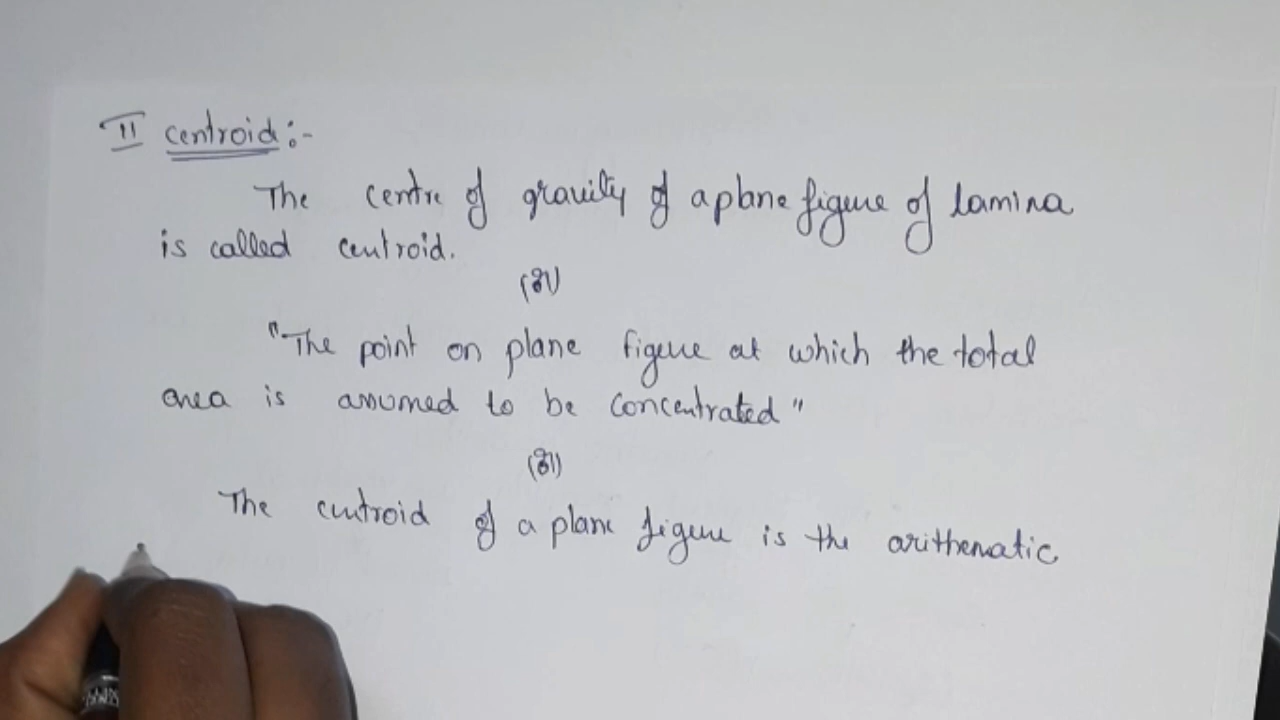 II centroid:-
The centre of gravity of a plane figure of lamina
is called centroid.
(or)
"The point on plane figure at which the total
area is assumed to be concentrated"
(or)
The centroid of a plane figure is the arithematic